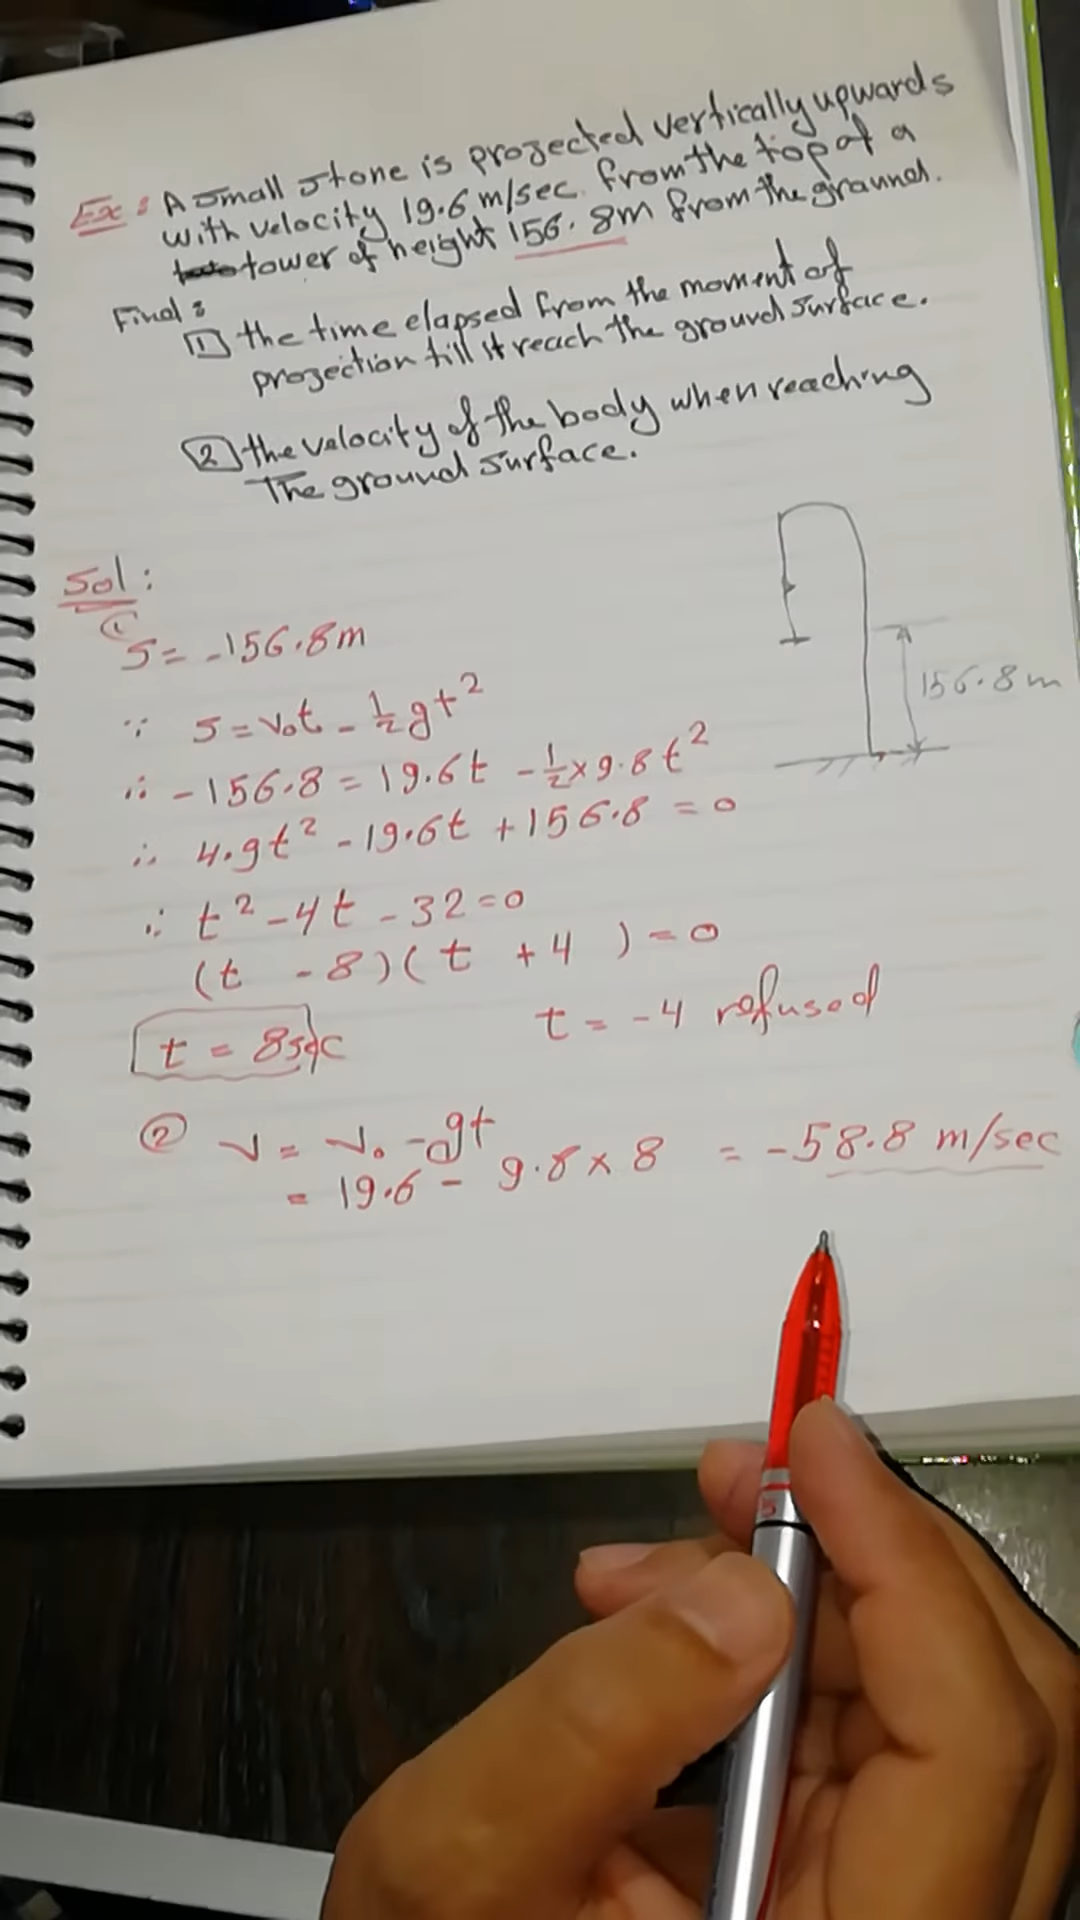 Ex: A small stone is projected vertically upwards
with velocity 19.6 m/sec. from the top of a
tower of height 156.8m from the ground.
Find:
1 the time elapsed from the moment of
projection till it reach the ground surface.
2 the velocity of the body when reaching
The ground surface.
Sol:
1
S = -156.8m
∵ S = V₀t - ½gt²
∴ -156.8 = 19.6t - ½×9.8t²
∴ 4.9t² - 19.6t + 156.8 = 0
∴ t² - 4t - 32 = 0
(t - 8)(t + 4) = 0
t = 8sec t = -4 refused
2 V = V₀ - gt
= 19.6 - 9.8 × 8 = -58.8 m/sec
156.8m